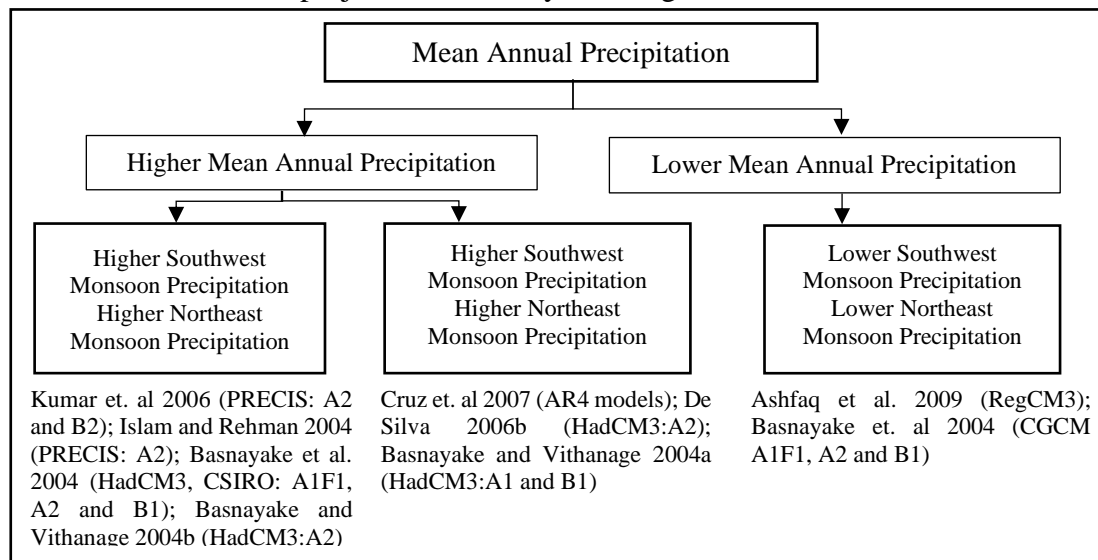 Mean Annual Precipitation
Higher Mean Annual Precipitation
Lower Mean Annual Precipitation
Higher Southwest
Monsoon Precipitation
Higher Northeast
Monsoon Precipitation
Higher Southwest
Monsoon Precipitation
Higher Northeast
Monsoon Precipitation
Lower Southwest
Monsoon Precipitation
Lower Northeast
Monsoon Precipitation
Kumar et. al 2006 (PRECIS: A2
and B2); Islam and Rehman 2004
(PRECIS: A2); Basnayake et al.
2004 (HadCM3, CSIRO: A1F1,
A2 and B1); Basnayake and
Vithanage 2004b (HadCM3:A2)
Cruz et. al 2007 (AR4 models); De
Silva 2006b (HadCM3:A2);
Basnayake and Vithanage 2004a
(HadCM3:A1 and B1)
Ashfaq et al. 2009 (RegCM3);
Basnayake et. al 2004 (CGCM
A1F1, A2 and B1)